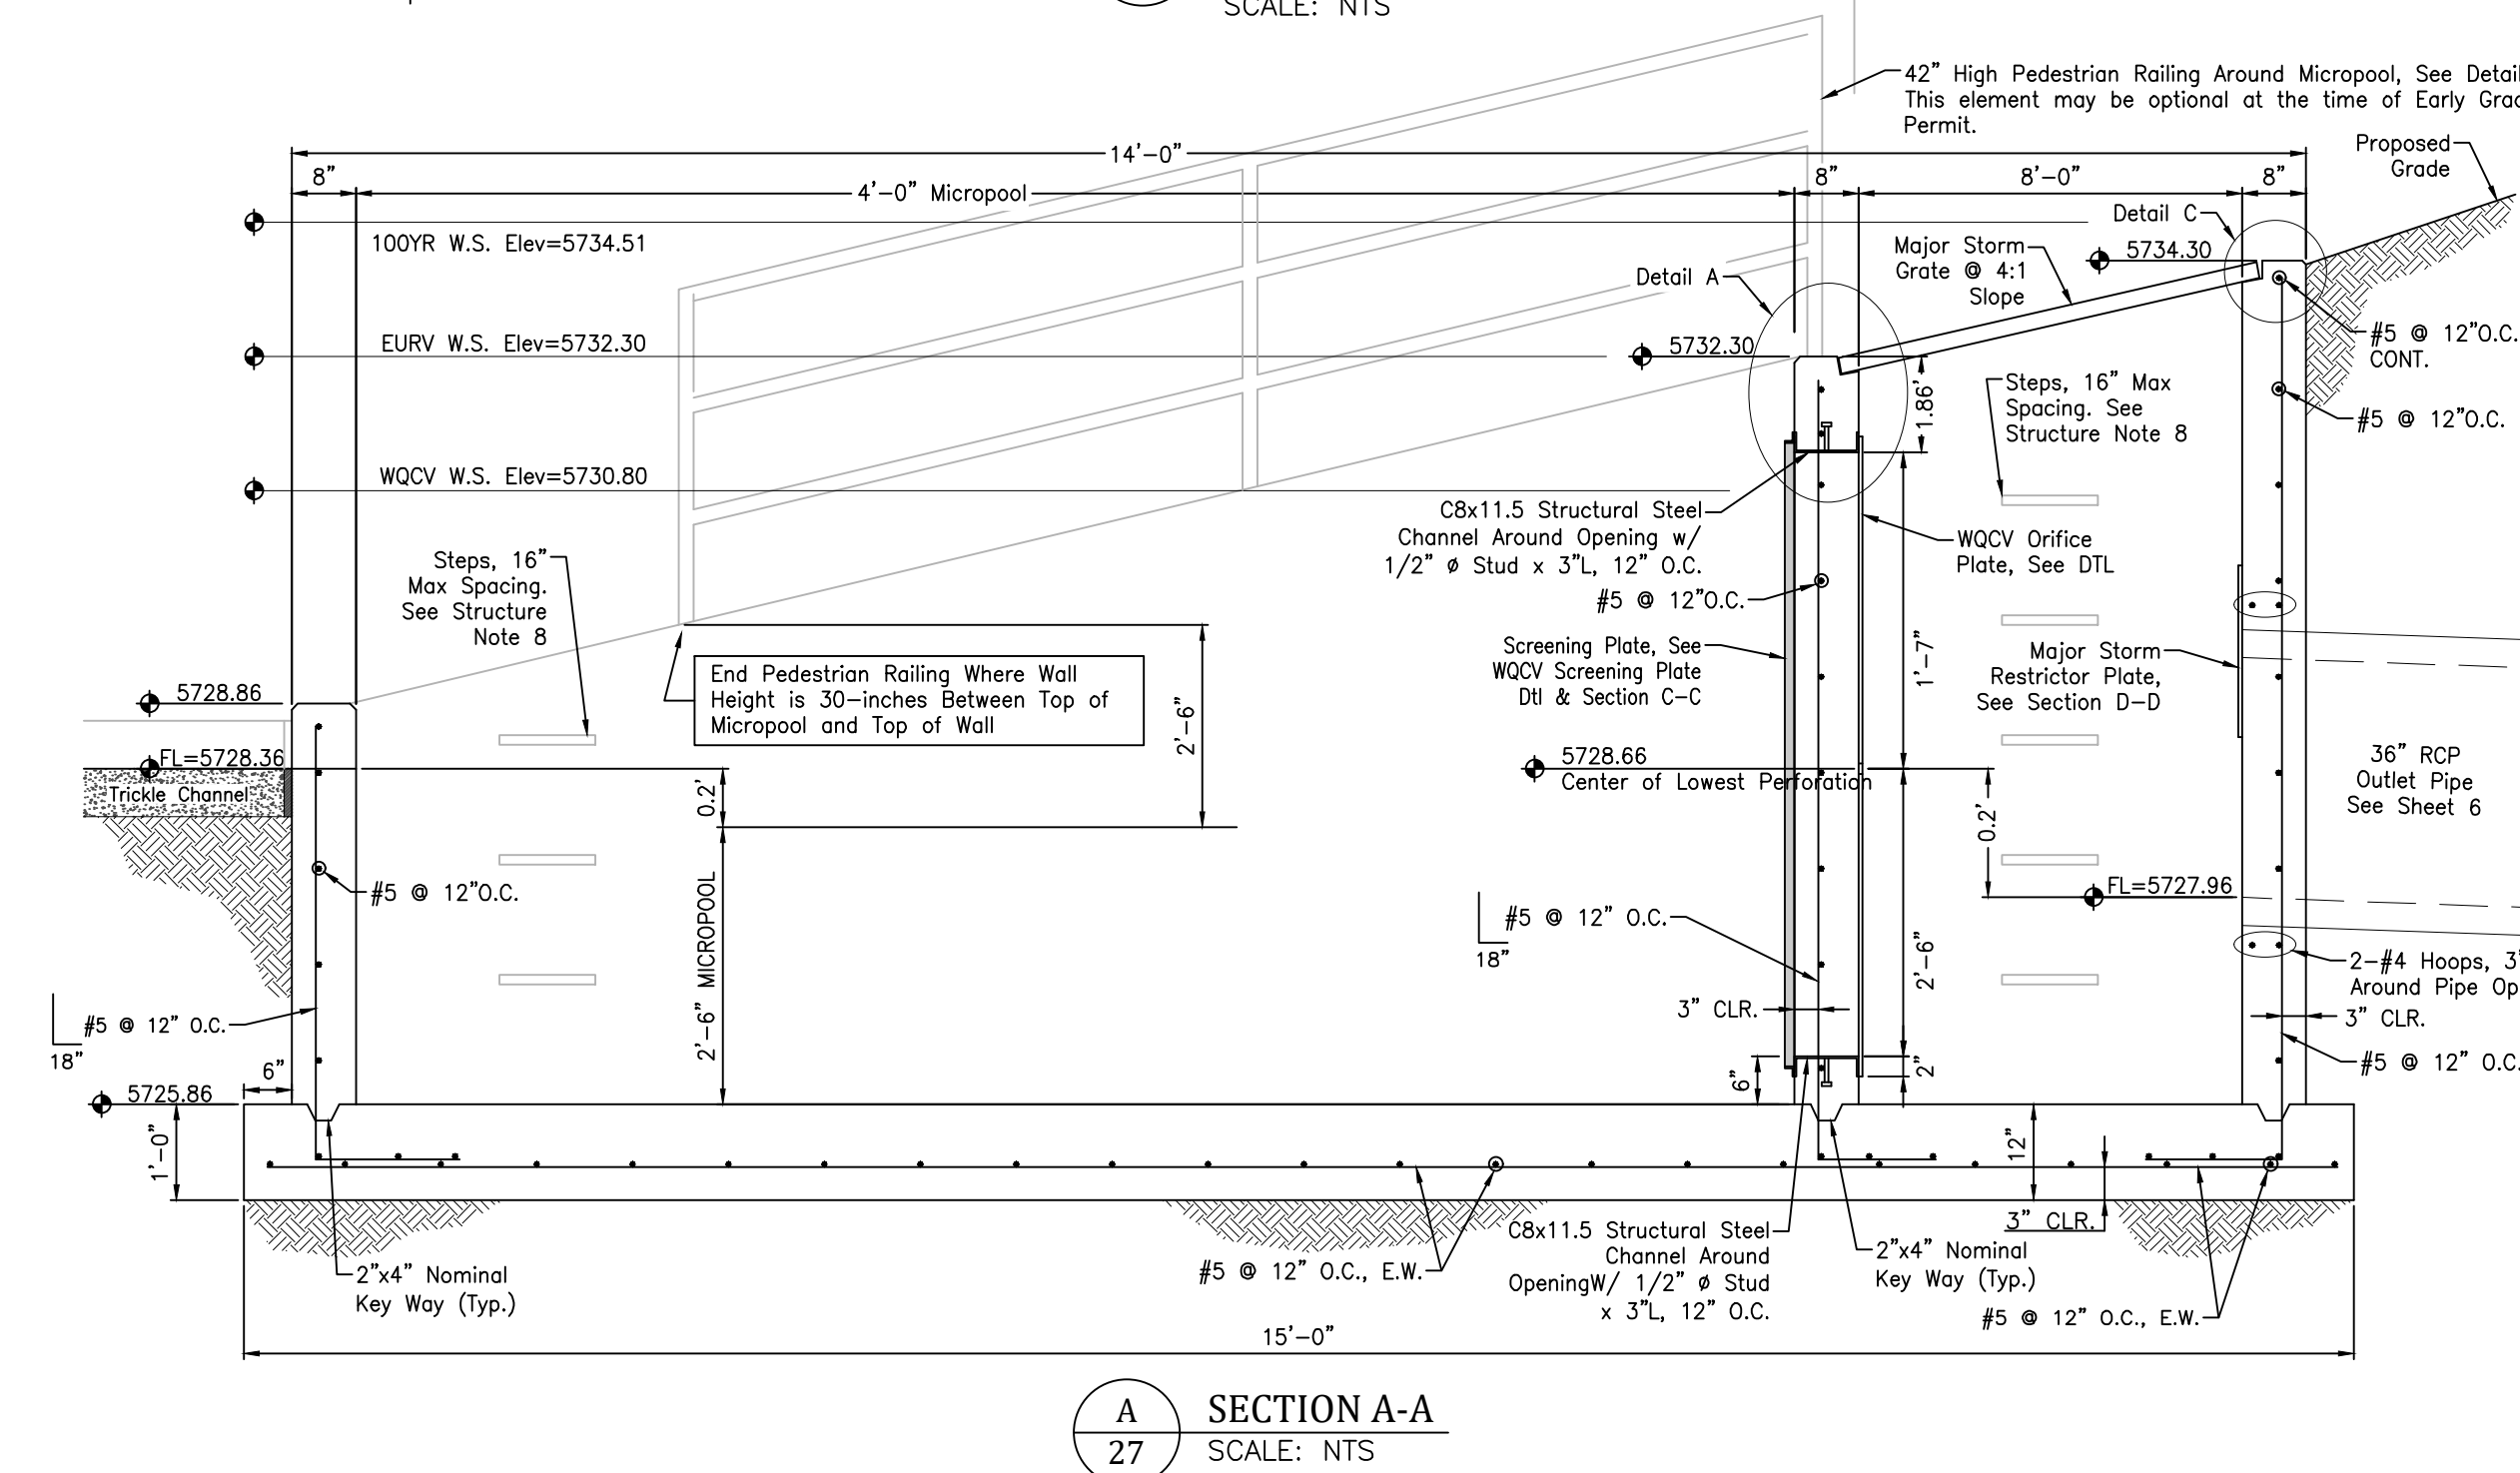 SCALE: NTS
42” High Pedestrian Railing Around Micropool, See Detail
This element may be optional at the time of Early
Permit.
14’-0”
Proposed
Grade
8”
4’-0” Micropool
8”
8’-0”
8”
Detail C
100YR W.S. Elev=5734.51
Major Storm
Grate @ 4:1
Slope
5734.30
Detail A
#5 @ 12”O.C.
CONT.
EURV W.S. Elev=5732.30
5732.30
1.86’
Steps, 16” Max
Spacing. See
Structure Note 8
#5 @ 12”O.C.
WQCV W.S. Elev=5730.80
C8x11.5 Structural Steel
Channel Around Opening w/
1/2” ø Stud x 3”L, 12” O.C.
WQCV Orifice
Plate, See DTL
Steps, 16”
Max Spacing.
See Structure
Note 8
#5 @ 12”O.C.
Screening Plate, See
WQCV Screening Plate
Dtl & Section C-C
1’-7”
Major Storm
Restrictor Plate,
See Section D-D
End Pedestrian Railing Where Wall
Height is 30-inches Between Top of
Micropool and Top of Wall
5728.86
2’-6”
FL=5728.36
Trickle Channel
0.2’
5728.66
Center of Lowest Perforation
0.2’
36” RCP
Outlet Pipe
See Sheet 6
#5 @ 12”O.C.
2’-6” MICROPOOL
#5 @ 12” O.C.
18”
2’-6”
FL=5727.96
2-#4 Hoops,
Around Pipe
3” CLR.
3” CLR.
#5 @ 12” O.C.
18”
#5 @ 12” O.C.
6”
6”
2”
5725.86
1’-0”
12”
3” CLR.
C8x11.5 Structural Steel
Channel Around
OpeningW/ 1/2” ø Stud
x 3”L, 12” O.C.
2”x4” Nominal
Key Way (Typ.)
#5 @ 12” O.C., E.W.
2”x4” Nominal
Key Way (Typ.)
#5 @ 12” O.C., E.W.
15’-0”
A
27
SECTION A-A
SCALE: NTS